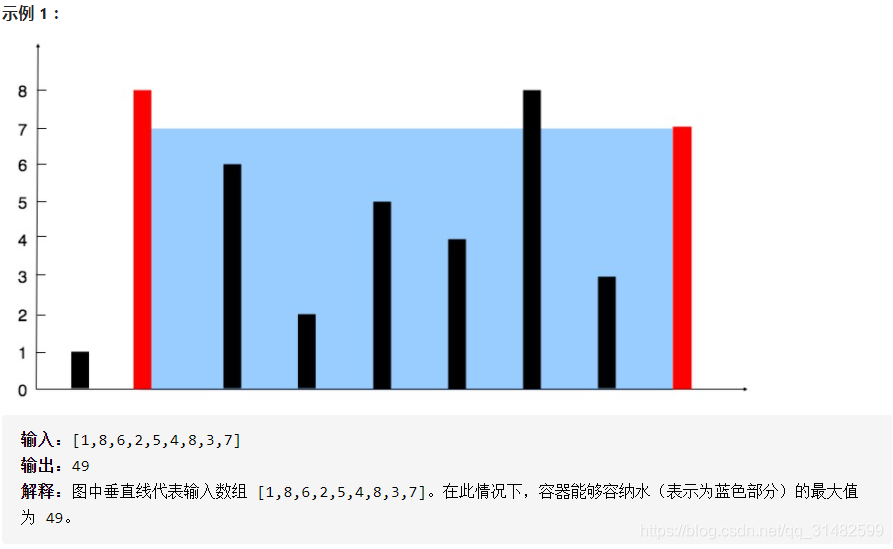 示例 1：
8
7
6
5
4
3
2
1
0
输入：[1,8,6,2,5,4,8,3,7]
输出：49
解释：图中垂直线代表输入数组 [1,8,6,2,5,4,8,3,7]。在此情况下，容器能够容纳水（表示为蓝色部分）的最大值
为 49。
https://blog.csdn.net/qq_31482599